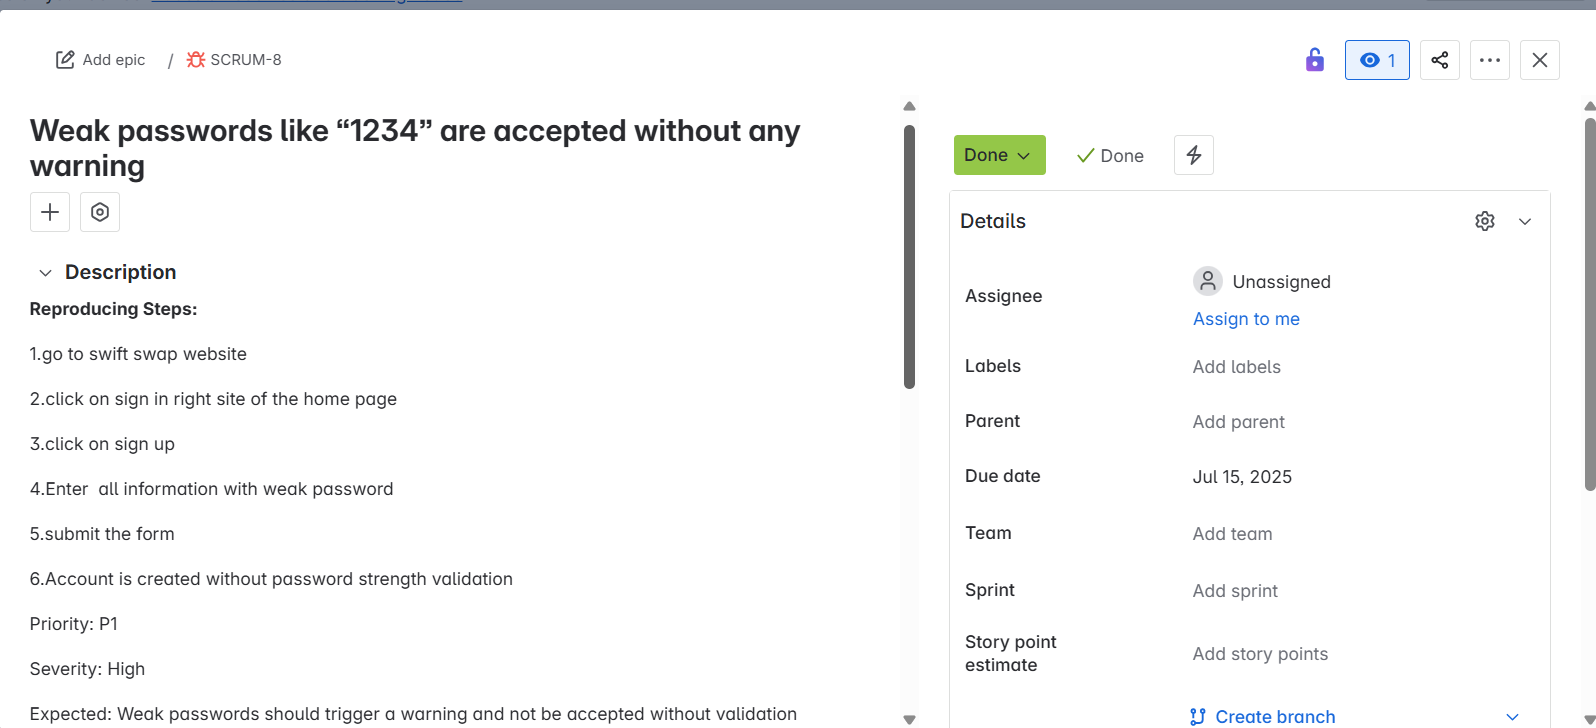 Add epic / SCRUM-8
1
Weak passwords like “1234” are accepted without any
warning
Description
Reproducing Steps:
1.go to swift swap website
2.click on sign in right site of the home page
3.click on sign up
4.Enter  all information with weak password
5.submit the form
6.Account is created without password strength validation
Priority: P1
Severity: High
Expected: Weak passwords should trigger a warning and not be accepted without validation
Done
Done
Details
Assignee
Unassigned
Assign to me
Labels
Add labels
Parent
Add parent
Due date
Jul 15, 2025
Team
Add team
Sprint
Add sprint
Story point
estimate
Add story points
Create branch